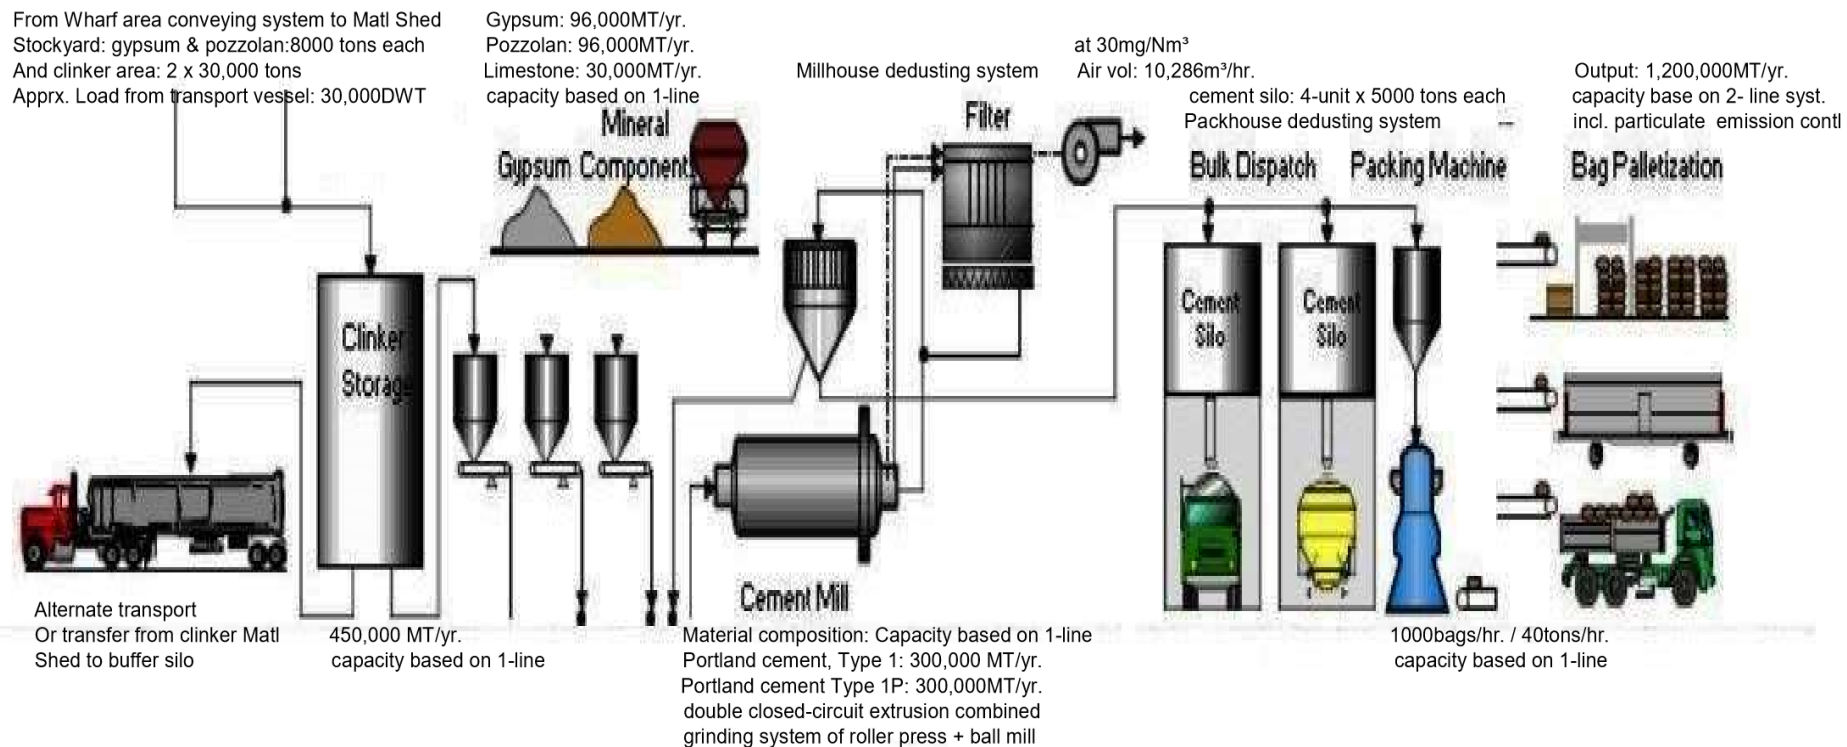 From Wharf area conveying system to Matl Shed
Stockyard: gypsum & pozzolan:8000 tons each
And clinker area: 2 x 30,000 tons
Apprx. Load from transport vessel: 30,000DWT
Gypsum: 96,000MT/yr.
Pozzolan: 96,000MT/yr.
Limestone: 30,000MT/yr.
capacity based on 1-line
Mineral
Gypsum Component
Millhouse dedusting system
Filter
at 30mg/Nm³
Air vol: 10,286m³/hr.
cement silo: 4-unit x 5000 tons each
Packhouse dedusting system
Bulk Dispatch
Packing Machine
Output: 1,200,000MT/yr.
capacity base on 2- line syst.
incl. particulate emission contl
Bag Palletization
Clinker
Storage
Cement
Silo
Cement
Silo
Cement Mill
Alternate transport
Or transfer from clinker Matl
Shed to buffer silo
450,000 MT/yr.
capacity based on 1-line
Material composition: Capacity based on 1-line
Portland cement, Type 1: 300,000 MT/yr.
Portland cement Type 1P: 300,000MT/yr.
double closed-circuit extrusion combined
grinding system of roller press + ball mill
1000bags/hr. / 40tons/hr.
capacity based on 1-line